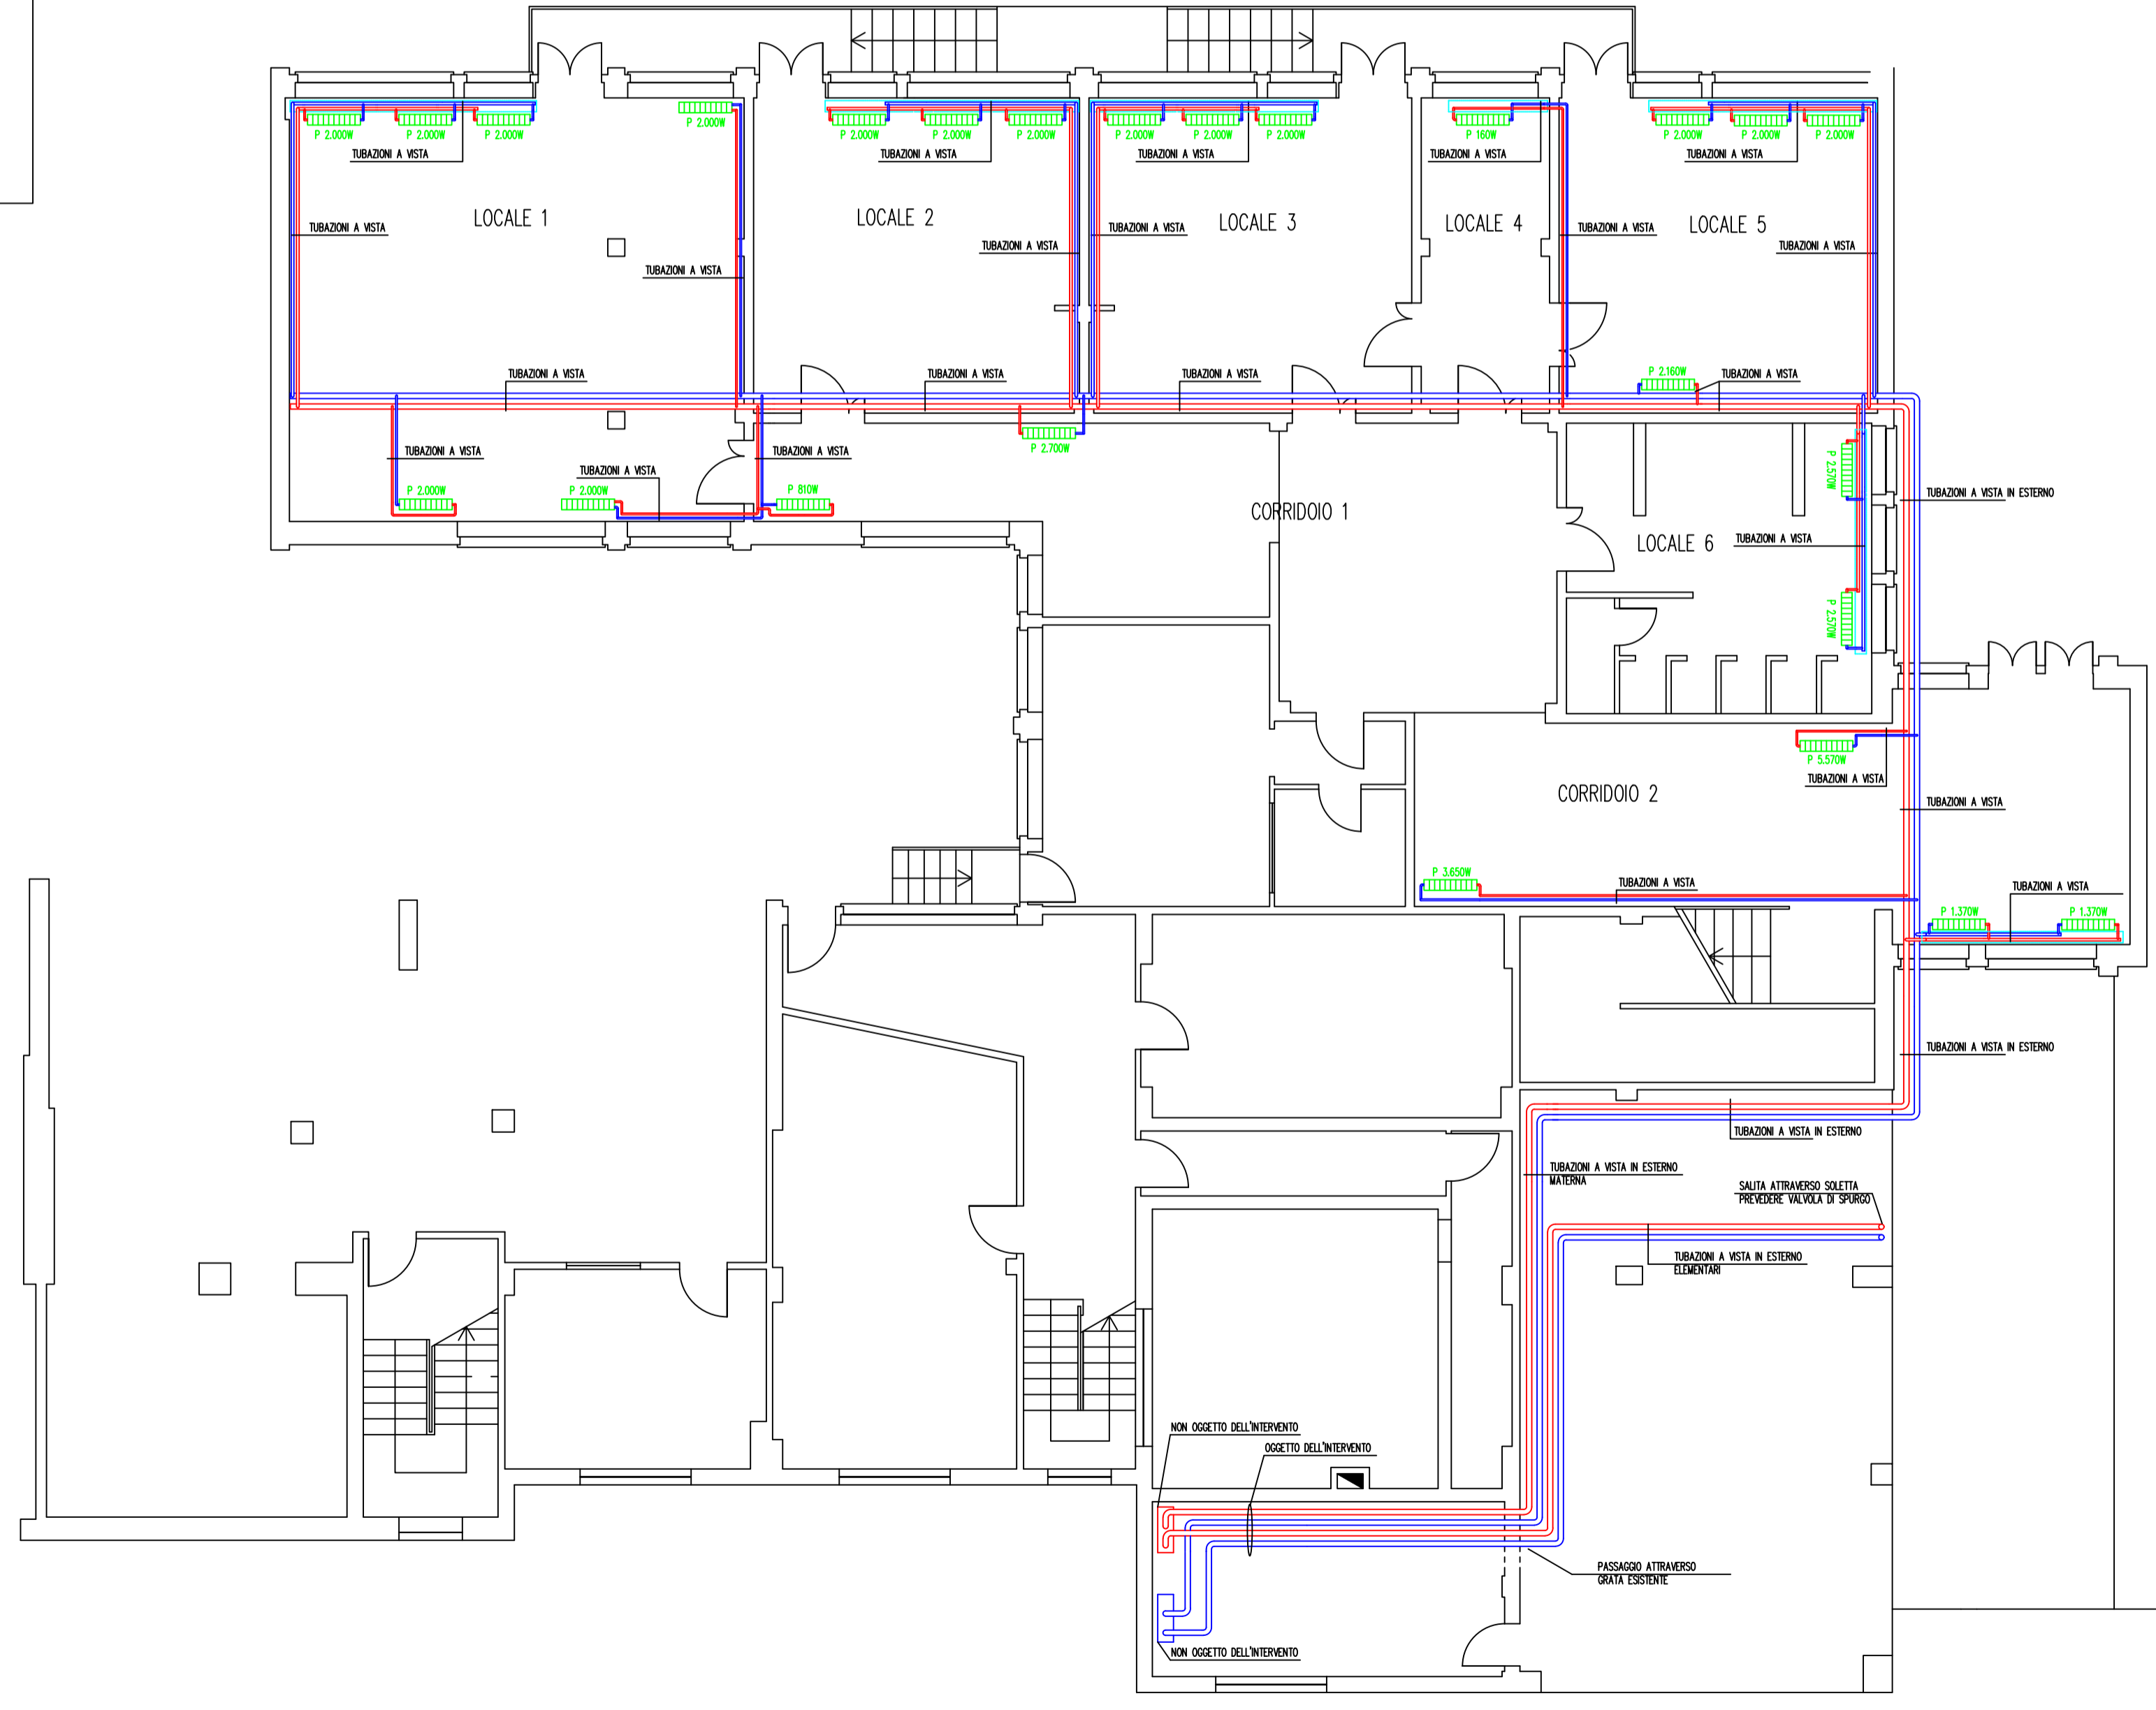 P 2.000W
P 2.000W
P 2.000W
P 2.000W
P 2.000W
P 2.000W
P 2.000W
P 2.000W
P 2.000W
P 2.000W
P 160W
P 2.000W
P 2.000W
P 2.000W
TUBAZIONI A VISTA
TUBAZIONI A VISTA
TUBAZIONI A VISTA
TUBAZIONI A VISTA
TUBAZIONI A VISTA
LOCALE 1
LOCALE 2
LOCALE 3
LOCALE 4
LOCALE 5
TUBAZIONI A VISTA
TUBAZIONI A VISTA
TUBAZIONI A VISTA
TUBAZIONI A VISTA
TUBAZIONI A VISTA
TUBAZIONI A VISTA
TUBAZIONI A VISTA
TUBAZIONI A VISTA
TUBAZIONI A VISTA
P 2.160W
TUBAZIONI A VISTA
TUBAZIONI A VISTA
TUBAZIONI A VISTA
TUBAZIONI A VISTA
P 2.700W
TUBAZIONI A VISTA
P 2.000W
P 2.000W
P 810W
P 2.570W
TUBAZIONI A VISTA IN ESTERNO
CORRIDOIO 1
LOCALE 6
TUBAZIONI A VISTA
P 2.570W
P 5.570W
TUBAZIONI A VISTA
CORRIDOIO 2
TUBAZIONI A VISTA
P 3.650W
TUBAZIONI A VISTA
TUBAZIONI A VISTA
P 1.370W
P 1.370W
TUBAZIONI A VISTA IN ESTERNO
TUBAZIONI A VISTA IN ESTERNO
TUBAZIONI A VISTA IN ESTERNO
MATERNA
SALITA ATTRAVERSO SOLETTA
PREVEDERE VALVOLA DI SPURGO
TUBAZIONI A VISTA IN ESTERNO
ELEMENTARI
NON OGGETTO DELL'INTERVENTO
OGGETTO DELL'INTERVENTO
PASSAGGIO ATTRAVERSO
GRATA ESISTENTE
NON OGGETTO DELL'INTERVENTO